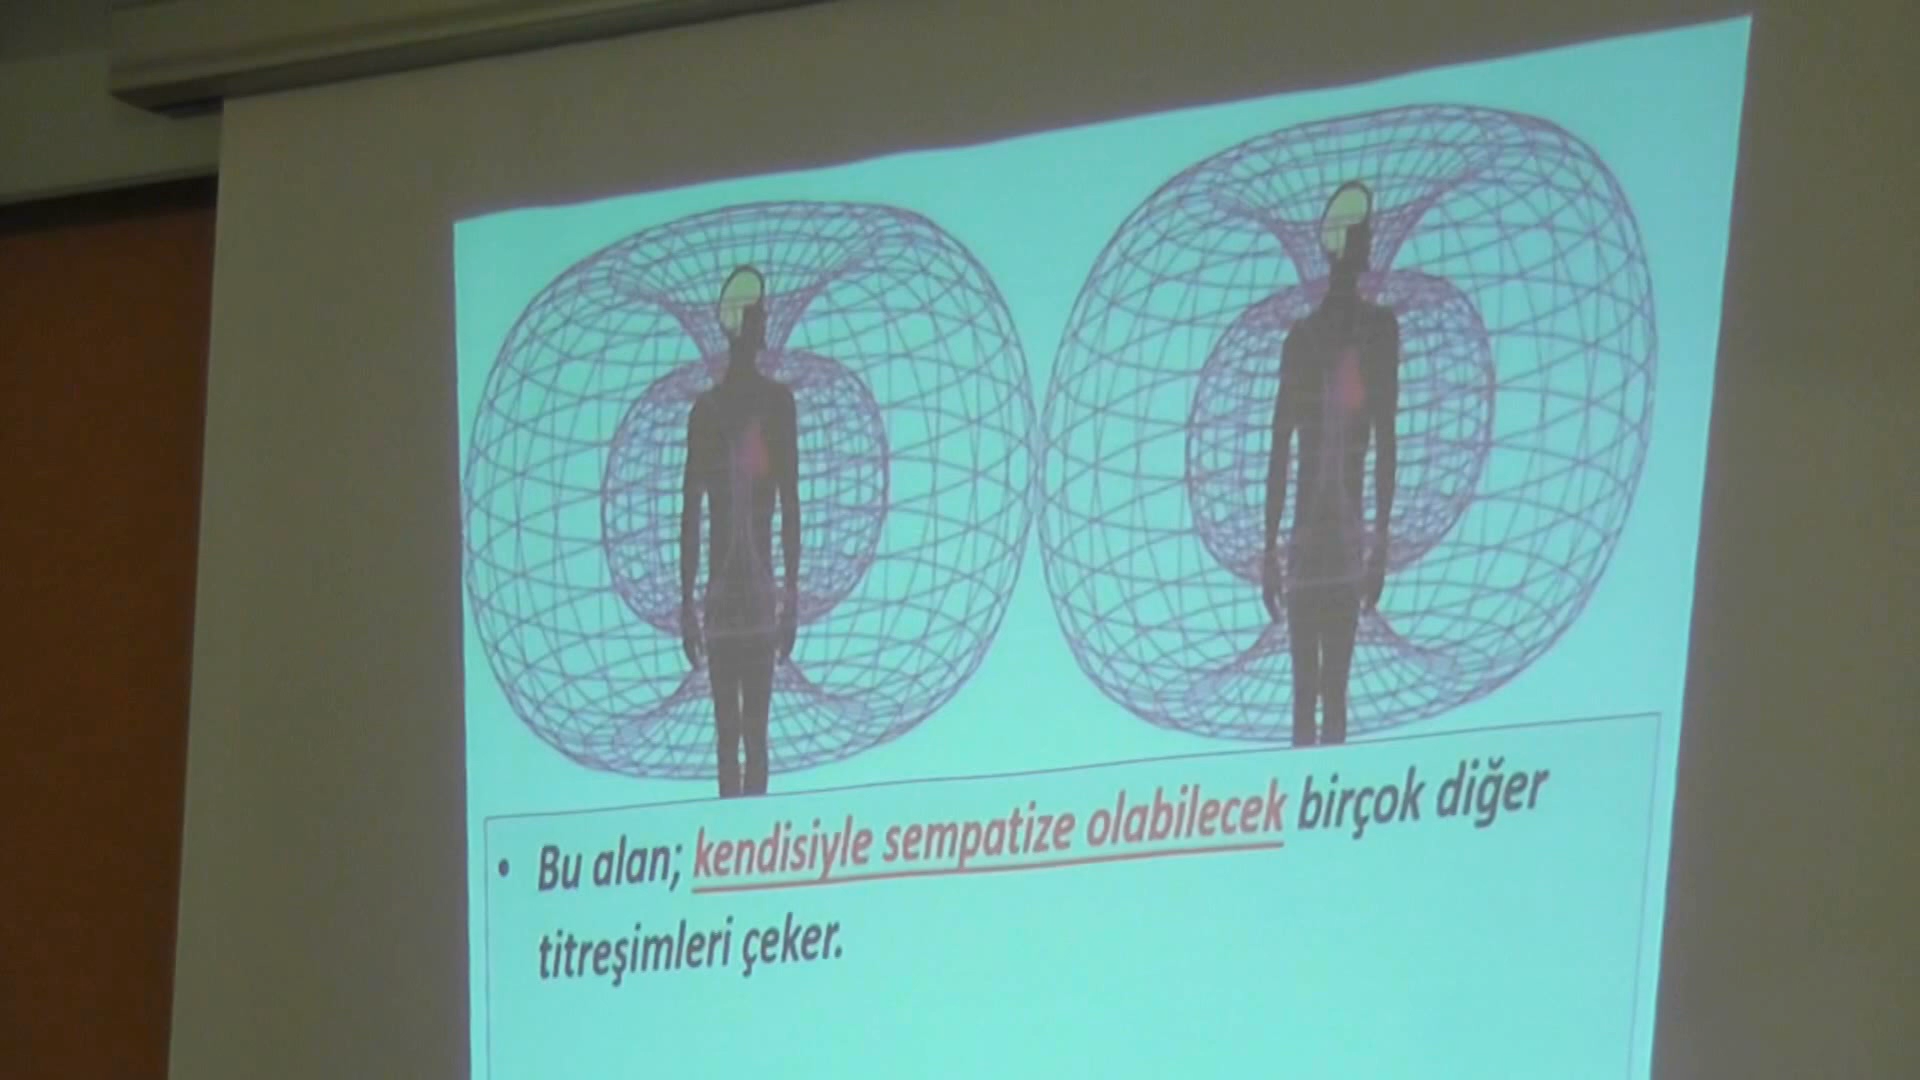 • Bu alan; kendisiyle sempatize olabilecek birçok diğer
titreşimleri çeker.